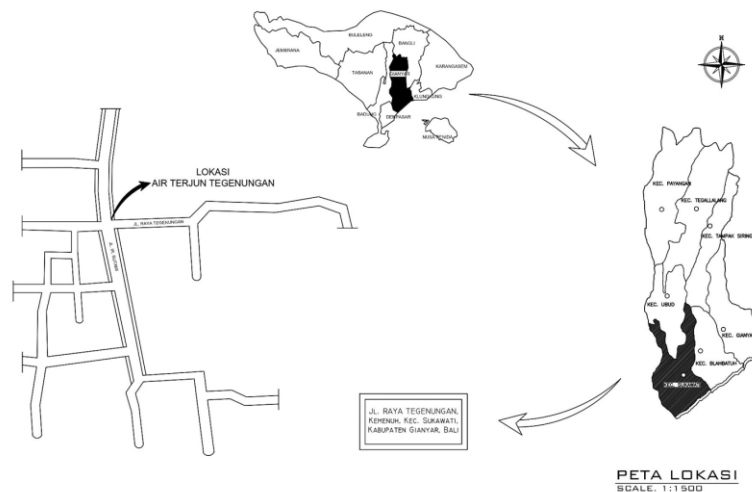 BULELENG
JEMBRANA
BANGLI
TABANAN
GIANYAR
KARANGASEM
KLUNGKUNG
BADUNG
DENPASAR
NUSA PENIDA
LOKASI
AIR TERJUN TEGENUNGAN
JL. RAYA TEGENUNGAN
KEC. PAYANGAN
KEC. TEGALLALANG
KEC. TAMPAK SIRING
KEC. UBUD
KEC. GIANYA
KEC. BLAHBATUH
KEC. SUKAWATI
JL. RAYA TEGENUNGAN,
KEMENUH, KEC. SUKAWATI,
KABUPATEN GIANYAR, BALI
PETA LOKASI
SCALE. 1:1500